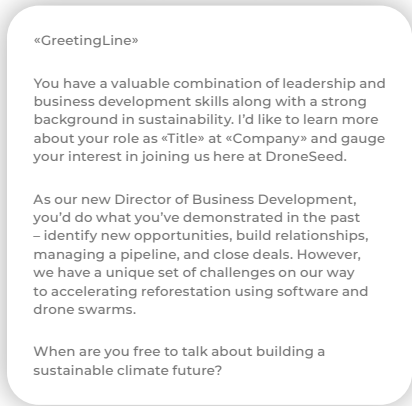 «GreetingLine»
You have a valuable combination of leadership and
business development skills along with a strong
background in sustainability. I’d like to learn more
about your role as «Title» at «Company» and gauge
your interest in joining us here at DroneSeed.
As our new Director of Business Development,
you’d do what you’ve demonstrated in the past
– identify new opportunities, build relationships,
managing a pipeline, and close deals. However,
we have a unique set of challenges on our way
to accelerating reforestation using software and
drone swarms.
When are you free to talk about building a
sustainable climate future?